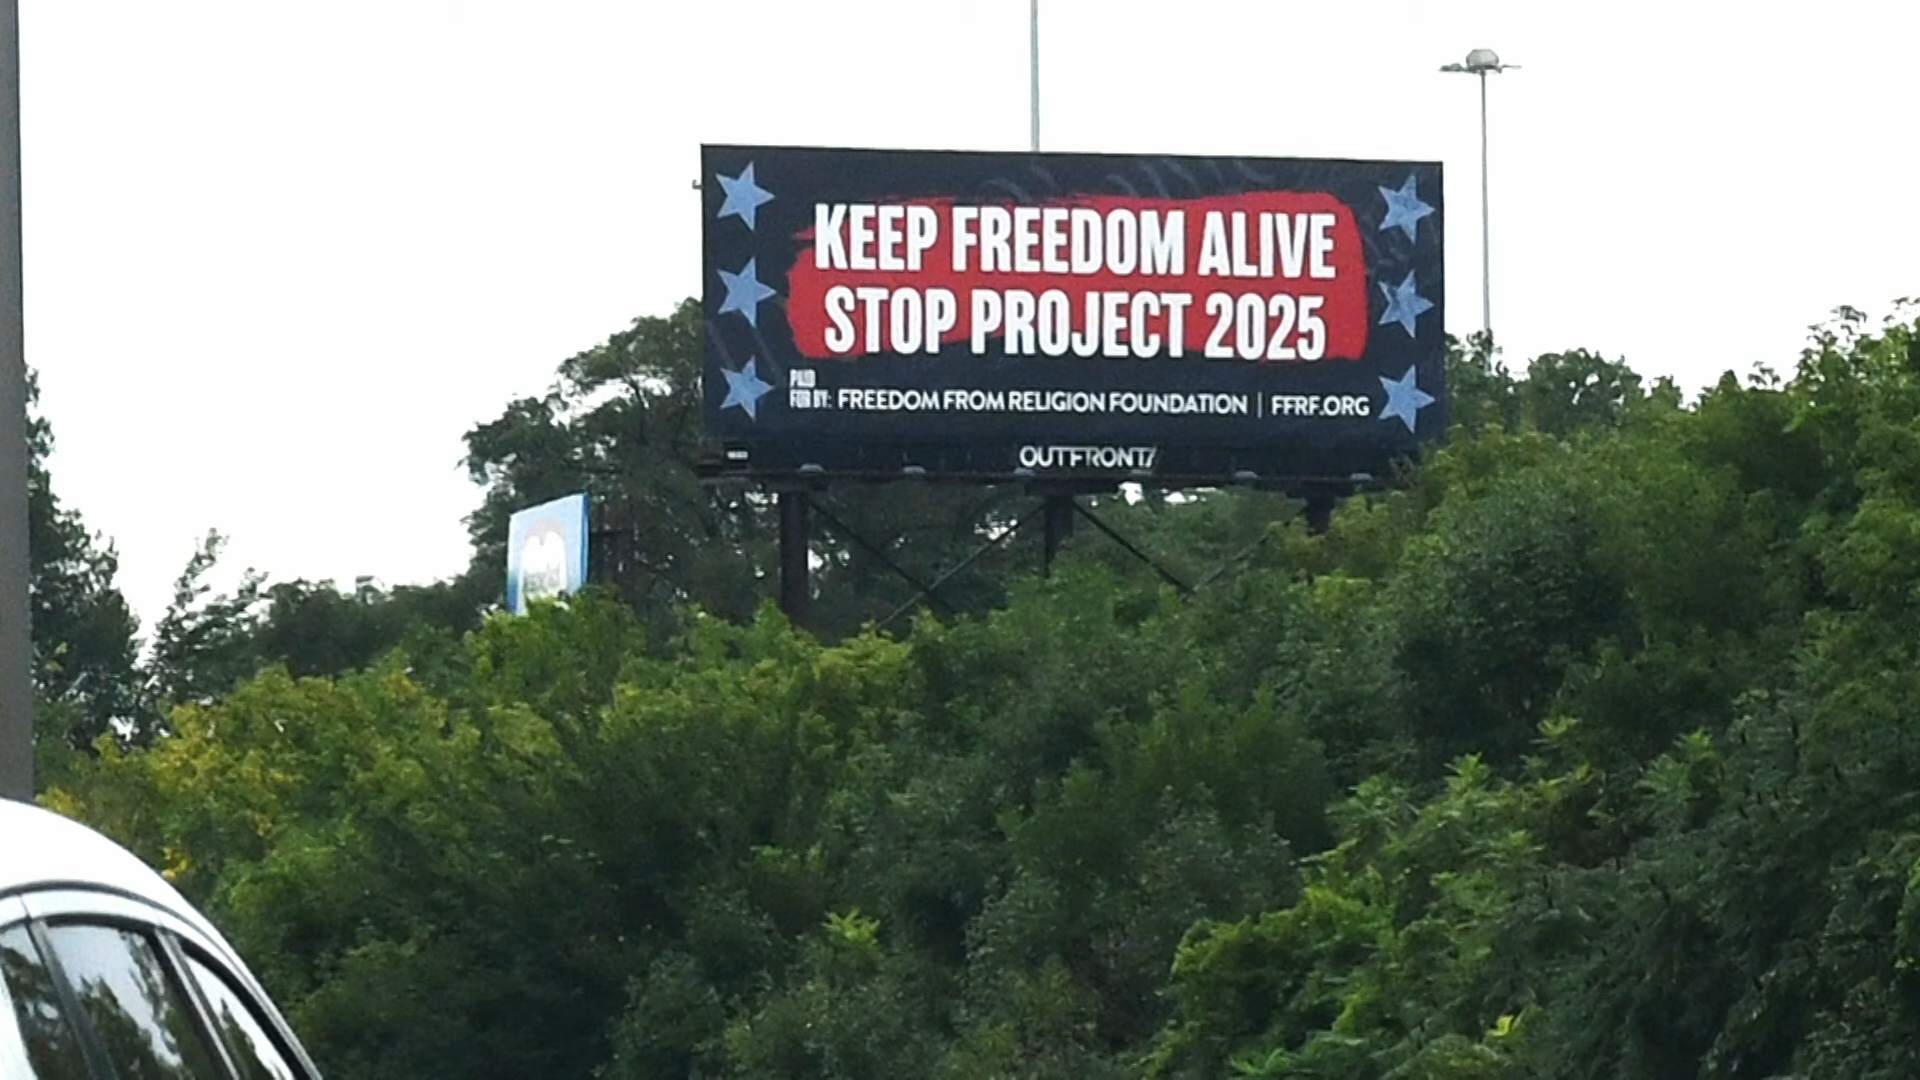 KEEP FREEDOM ALIVE
STOP PROJECT 2025
PAID
FOR BY: FREEDOM FROM RELIGION FOUNDATION | FFRF.ORG
OUTFRONT/